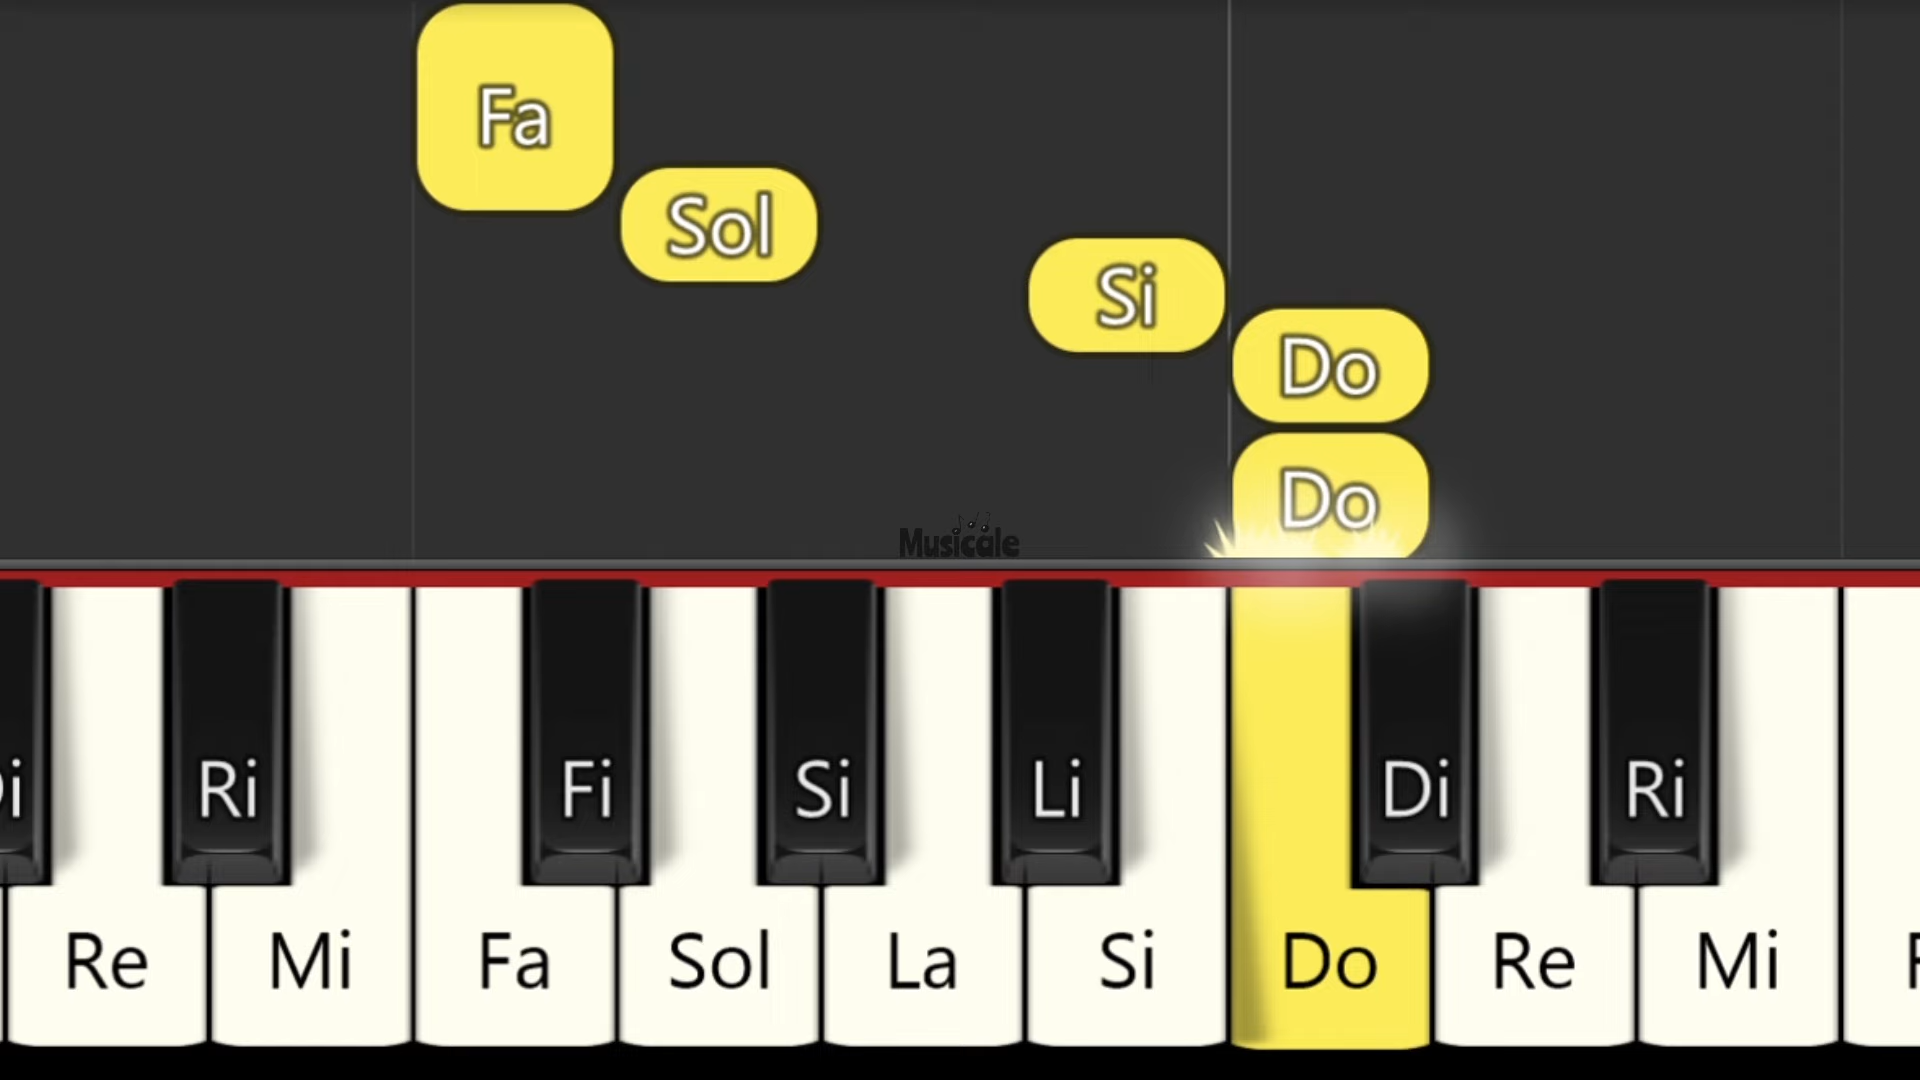 Fa
Sol
Si
Do
Do
Musicale
Ri
Fi
Si
Li
Di
Ri
Re
Mi
Fa
Sol
La
Si
Do
Re
Mi